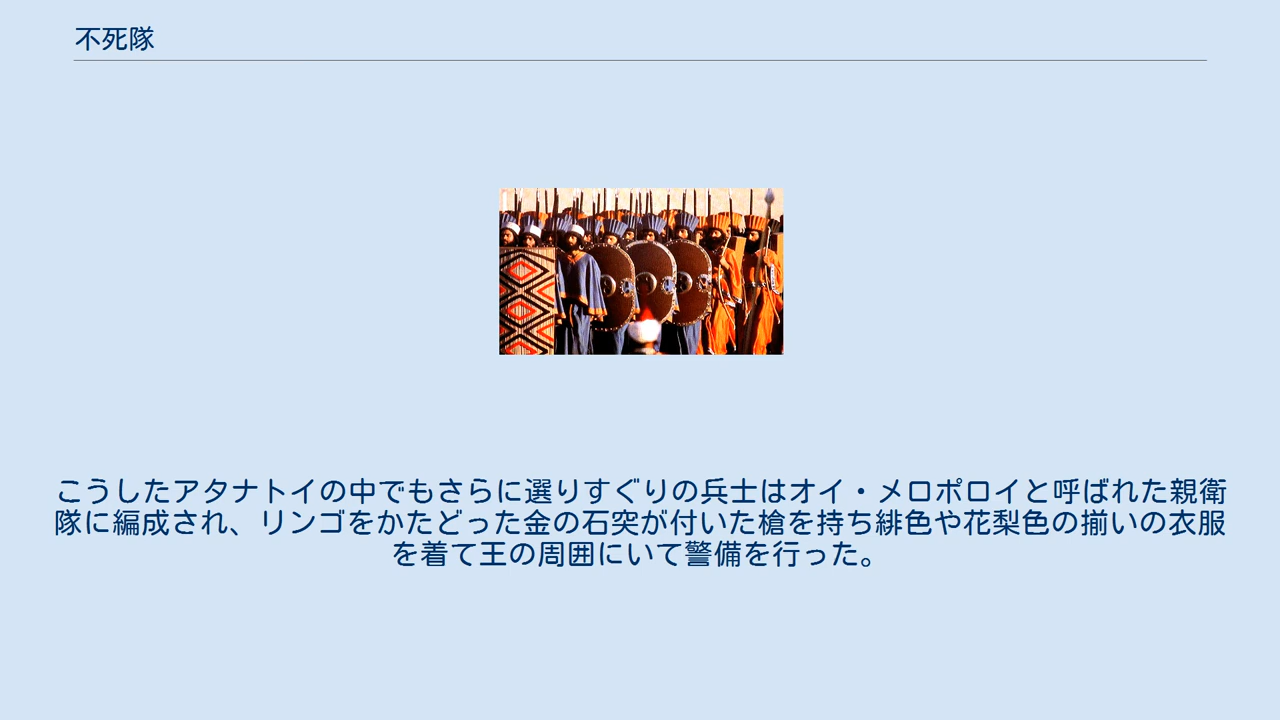 不死隊
こうしたアタナトイの中でもさらに選りすぐりの兵士はオイ・メロポロイと呼ばれた親衛
隊に編成され、リンゴをかたどった金の石突が付いた槍を持ち緋色や花梨色の揃いの衣服
を着て王の周囲にいて警備を行った。